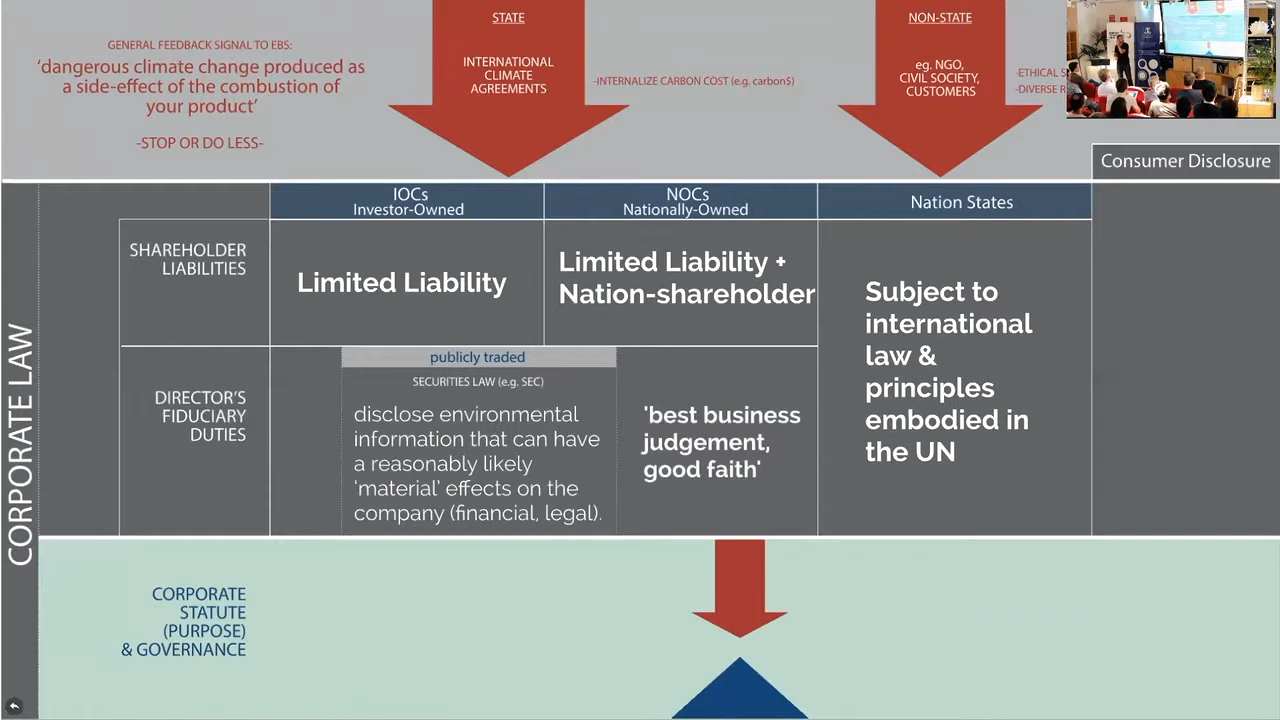 GENERAL FEEDBACK SIGNAL TO EBS:
'dangerous climate change produced as
a side-effect of the combustion of
your product'
-STOP OR DO LESS-
STATE
INTERNATIONAL
CLIMATE
AGREEMENTS
-INTERNALIZE CARBON COST (e.g. carbon$)
NON-STATE
eg. NGO,
CIVIL SOCIETY,
CUSTOMERS
-ETHICAL
-DIVERSE
Consumer Disclosure
CORPORATE LAW
IOCs
Investor-Owned
NOCs
Nationally-Owned
Nation States
SHAREHOLDER
LIABILITIES
Limited Liability
Limited Liability +
Nation-shareholder
Subject to
international
law &
principles
embodied in
the UN
DIRECTOR'S
FIDUCIARY
DUTIES
publicly traded
SECURITIES LAW (e.g. SEC)
disclose environmental
information that can have
a reasonably likely
'material' effects on the
company (financial, legal).
'best business
judgement,
good faith'
CORPORATE
STATUTE
(PURPOSE)
& GOVERNANCE